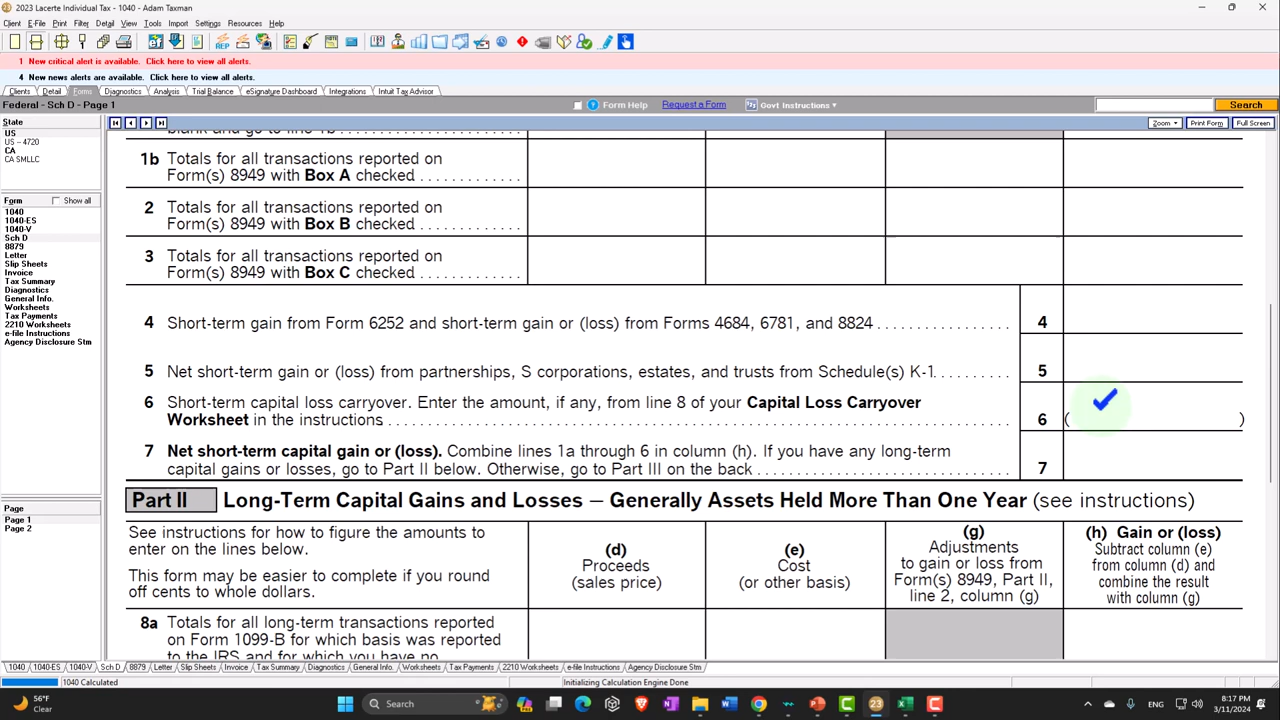 2023 Lacerte Individual Tax - 1040 - Adam Taxman
Client E-File Print Filter Detail View Tools Import Settings Resources Help
REP
1 New critical alert is available. Click here to view all alerts.
4 New news alerts are available. Click here to view all alerts.
Clients Detail Forms Diagnostics Analysis Trial Balance eSignature Dashboard Integrations Intuit Tax Advisor
Federal - Sch D - Page 1
? Form Help Request a Form Govt Instructions Search
Zoom Print Form Full Screen
State
US
US - 4720
CA
CA SMLLC
Form Show all
1040
1040-ES
1040-V
Sch D
8879
Letter
Slip Sheets
Invoice
Tax Summary
Diagnostics
General Info.
Worksheets
Tax Payments
2210 Worksheets
e-file Instructions
Agency Disclosure Stm
Page
Page 1
Page 2
blank and go to line 1b
1b Totals for all transactions reported on
Form(s) 8949 with Box A checked. . . . . . . . . . . . .
2 Totals for all transactions reported on
Form(s) 8949 with Box B checked. . . . . . . . . . . . .
3 Totals for all transactions reported on
Form(s) 8949 with Box C checked. . . . . . . . . . . . .
4 Short-term gain from Form 6252 and short-term gain or (loss) from Forms 4684, 6781, and 8824 . . . . . . . . . . . . . . . . 4
5 Net short-term gain or (loss) from partnerships, S corporations, estates, and trusts from Schedule(s) K-1. . . . . . . . . 5
6 Short-term capital loss carryover. Enter the amount, if any, from line 8 of your Capital Loss Carryover
Worksheet in the instructions. . . . . . . . . . . . . . . . 6 ( )
7 Net short-term capital gain or (loss). Combine lines 1a through 6 in column (h). If you have any long-term
capital gains or losses, go to Part II below. Otherwise, go to Part III on the back . . . . . . . . . . . . . . . . 7
Part II Long-Term Capital Gains and Losses — Generally Assets Held More Than One Year (see instructions)
See instructions for how to figure the amounts to
enter on the lines below.
This form may be easier to complete if you round
off cents to whole dollars.
(d)
Proceeds
(sales price)
(e)
Cost
(or other basis)
(g)
Adjustments
to gain or loss from
Form(s) 8949, Part II,
line 2, column (g)
(h) Gain or (loss)
Subtract column (e)
from column (d) and
combine the result
with column (g)
8a Totals for all long-term transactions reported
on Form 1099-B for which basis was reported
to the IRS and for which you have no
1040 1040-ES 1040-V Sch D 8879 Letter Slip Sheets Invoice Tax Summary Diagnostics General Info. Worksheets Tax Payments 2210 Worksheets e-file Instructions Agency Disclosure Stm
1040 Calculated Initializing Calculation Engine Done
56°F
Clear
Search
23
ENG
8:17 PM
3/11/2024